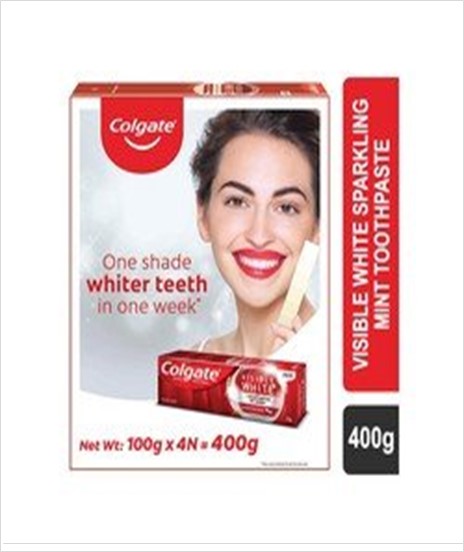 Colgate
One shade
whiter teeth
in one week*
Colgate
VISIBLE
WHITE
Net Wt: 100g x 4N = 400g
VISIBLE WHITE SPARKLING
MINT TOOTHPASTE
400g